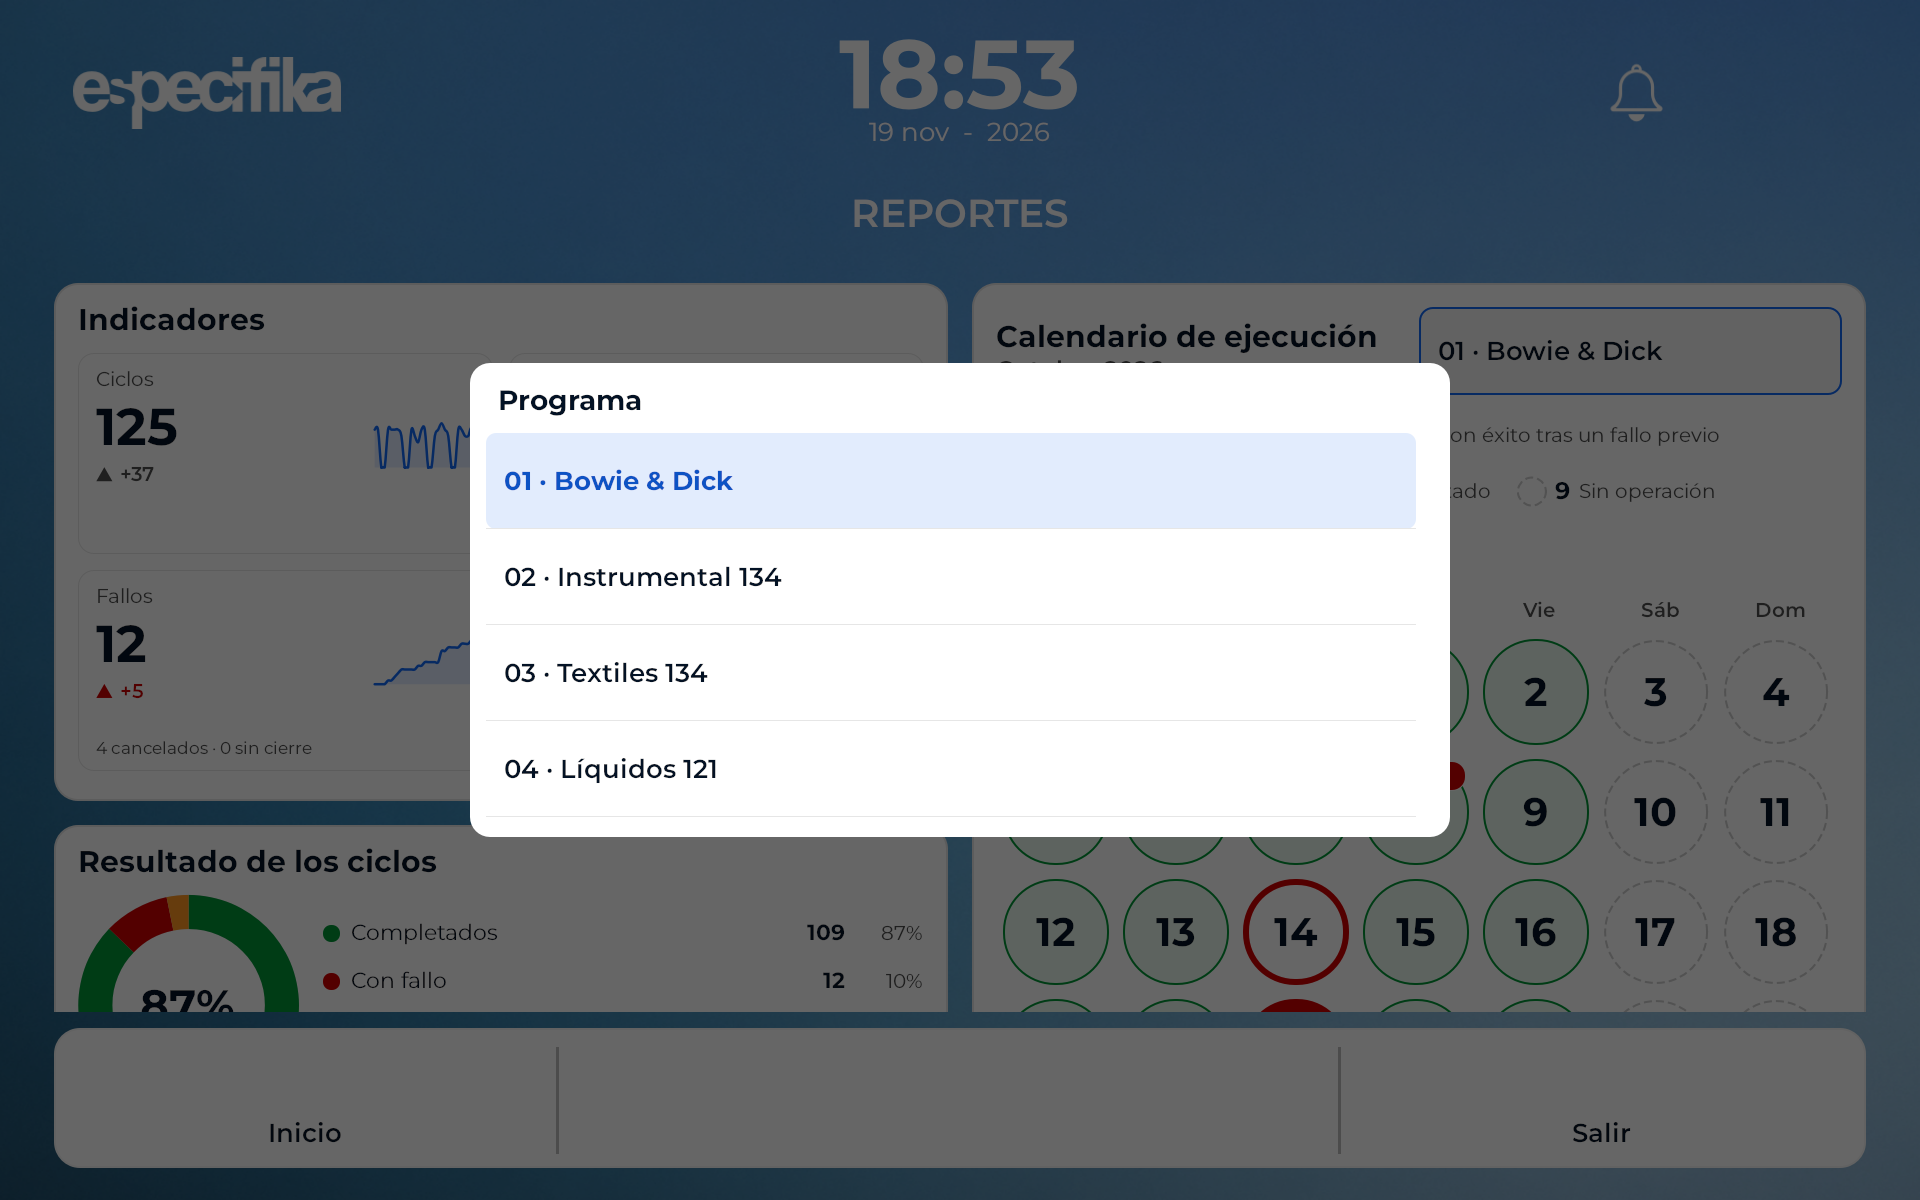 especifika
18:53
19 nov - 2026
REPORTES
Indicadores
Ciclos
125
▲ +37
Fallos
12
▲ +5
4 cancelados · 0 sin cierre
Calendario de ejecución
01 · Bowie & Dick
on éxito tras un fallo previo
9 Sin operación
Vie Sáb Dom
2 3 4
9 10 11
12 13 14 15 16 17 18
Programa
01 · Bowie & Dick
02 · Instrumental 134
03 · Textiles 134
04 · Líquidos 121
Resultado de los ciclos
87%
Completados 109 87%
Con fallo 12 10%
Inicio
Salir